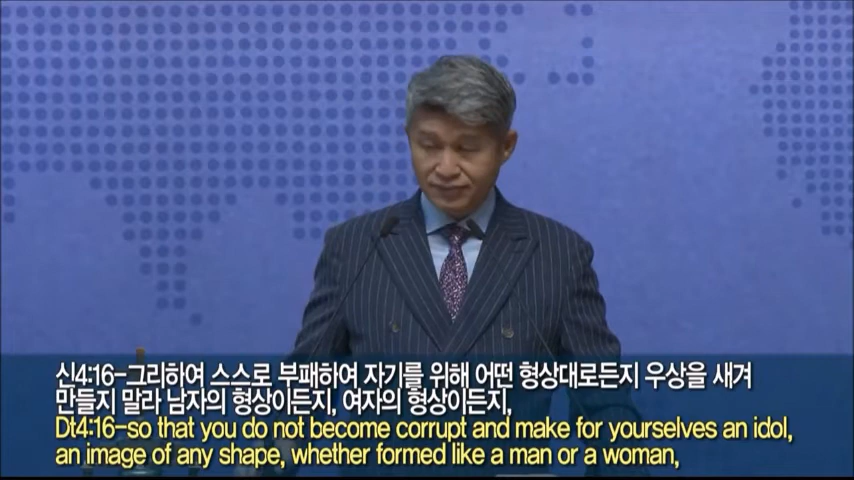 신4:16-그리하여 스스로 부패하여 자기를 위해 어떤 형상대로든지 우상을 새겨
만들지 말라 남자의 형상이든지, 여자의 형상이든지,
Dt4:16-so that you do not become corrupt and make for yourselves an idol,
an image of any shape, whether formed like a man or a woman,